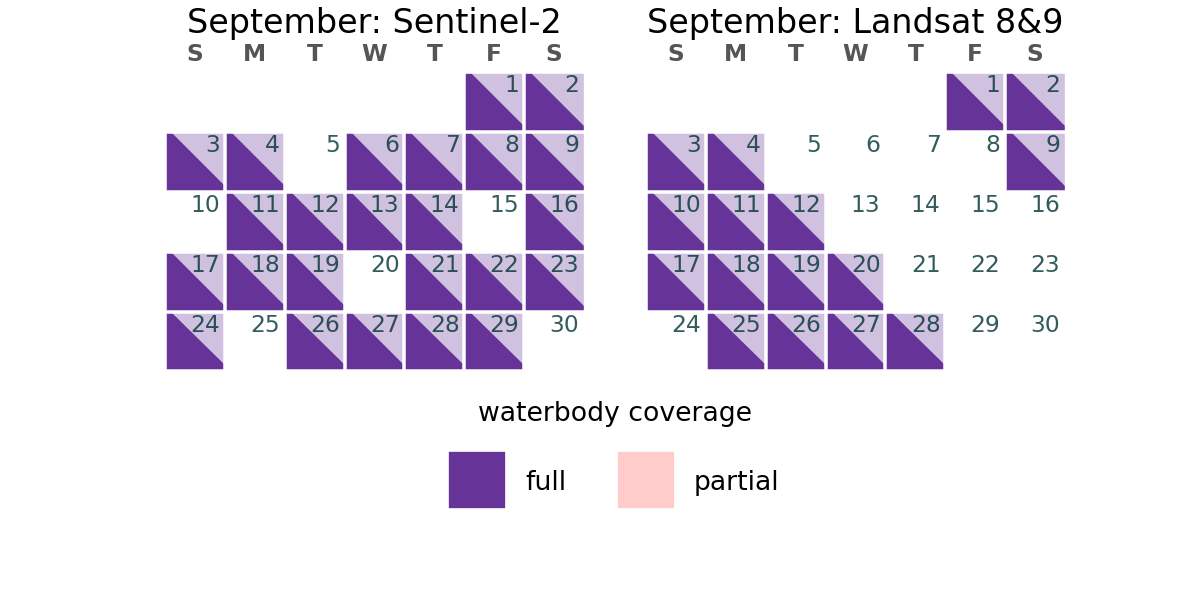 September: Sentinel-2
S M T W T F S
1 2
3 4 5 6 7 8 9
10 11 12 13 14 15 16
17 18 19 20 21 22 23
24 25 26 27 28 29 30
September: Landsat 8&9
S M T W T F S
1 2
3 4 5 6 7 8 9
10 11 12 13 14 15 16
17 18 19 20 21 22 23
24 25 26 27 28 29 30
waterbody coverage
full partial